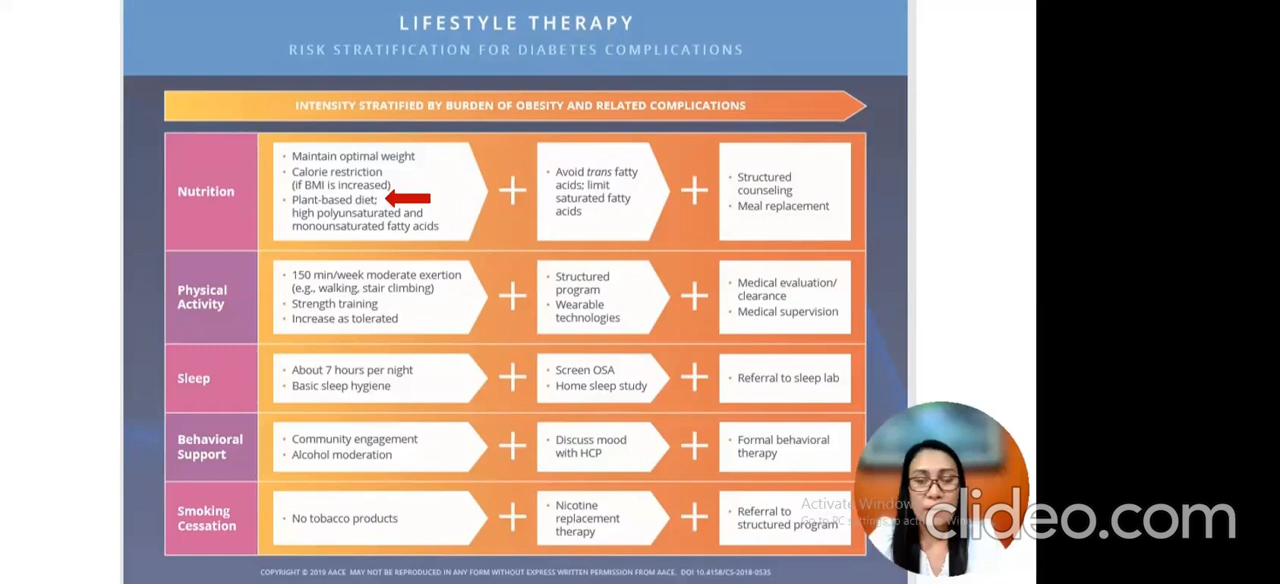 LIFESTYLE THERAPY
RISK STRATIFICATION FOR DIABETES COMPLICATIONS
INTENSITY STRATIFIED BY BURDEN OF OBESITY AND RELATED COMPLICATIONS
Nutrition
• Maintain optimal weight
• Calorie restriction
(if BMI is increased)
• Plant-based diet;
high polyunsaturated and
monounsaturated fatty acids
+
• Avoid trans fatty
acids; limit
saturated fatty
acids
+
• Structured
counseling
• Meal replacement
Physical
Activity
• 150 min/week moderate exertion
(e.g., walking, stair climbing)
• Strength training
• Increase as tolerated
+
• Structured
program
• Wearable
technologies
+
• Medical evaluation/
clearance
• Medical supervision
Sleep
• About 7 hours per night
• Basic sleep hygiene
+
• Screen OSA
• Home sleep study
+
• Referral to sleep lab
Behavioral
Support
• Community engagement
• Alcohol moderation
+
• Discuss mood
with HCP
+
• Formal behavioral
therapy
Smoking
Cessation
• No tobacco products
+
• Nicotine
replacement
therapy
+
• Referral to
structured program
Activate Window
Go to PC settings to
clideo.com
COPYRIGHT © 2019 AACE MAY NOT BE REPRODUCED IN ANY FORM WITHOUT EXPRESS WRITTEN PERMISSION FROM AACE. DOI 10.4158/CS-2018-0535